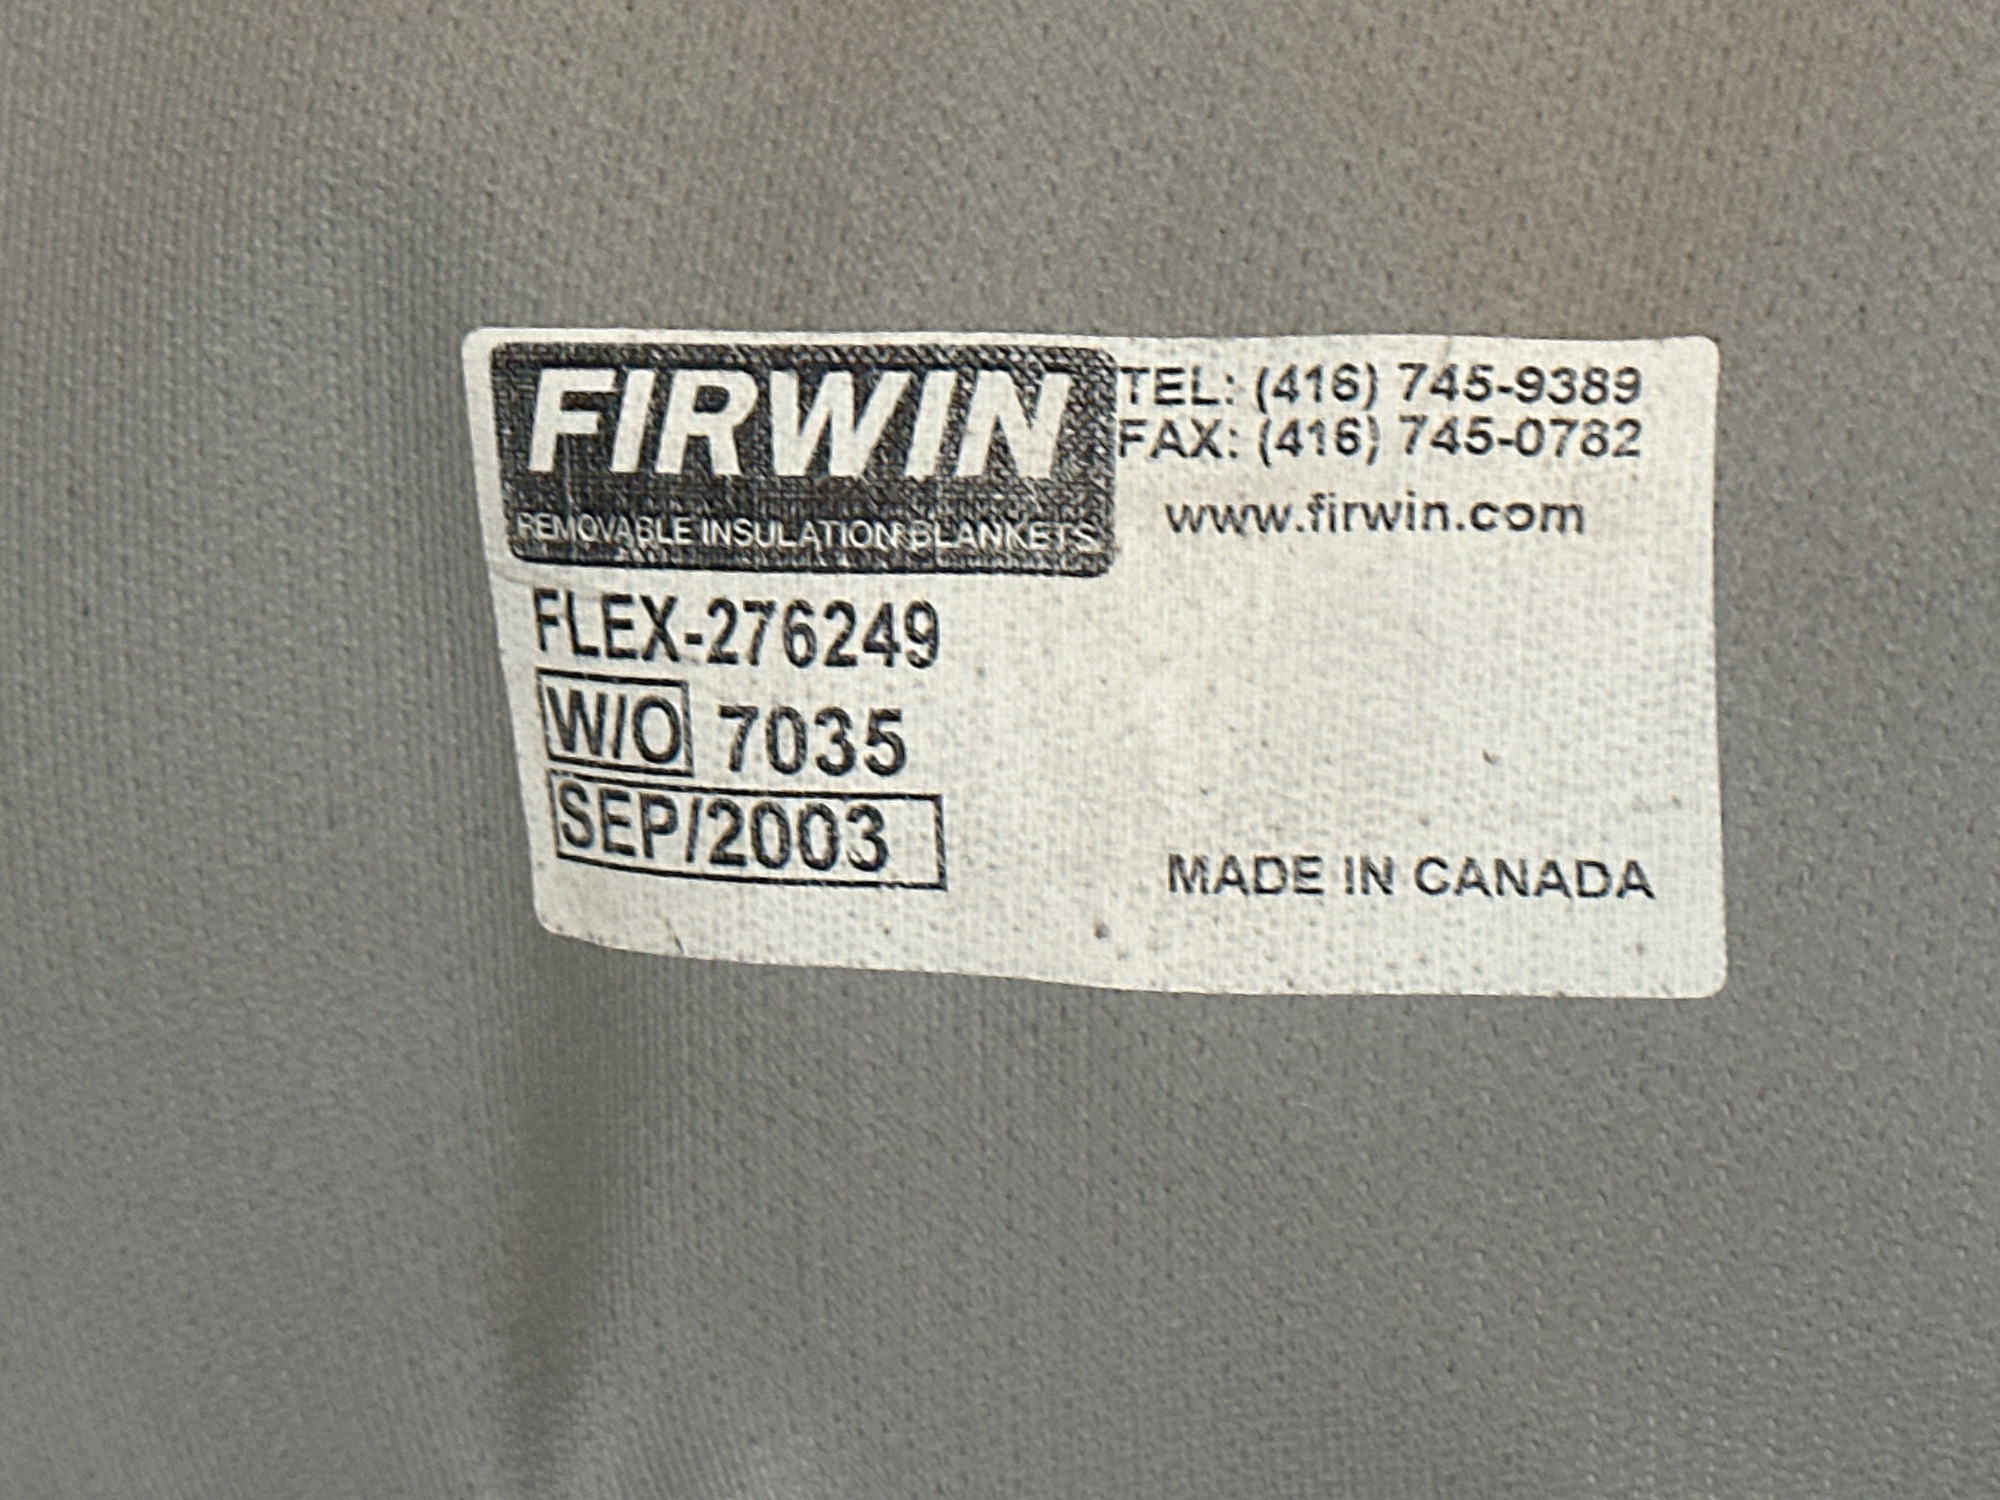 FIRWIN
REMOVABLE INSULATION BLANKETS
TEL: (416) 745-9389
FAX: (416) 745-0782
www.firwin.com
FLEX-276249
W/O 7035
SEP/2003
MADE IN CANADA